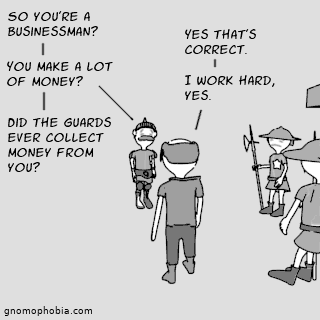 SO YOU'RE A
BUSINESSMAN?
YOU MAKE A LOT
OF MONEY?
DID THE GUARDS
EVER COLLECT
MONEY FROM
YOU?
YES THAT'S
CORRECT.
I WORK HARD,
YES.
gnomophobia.com